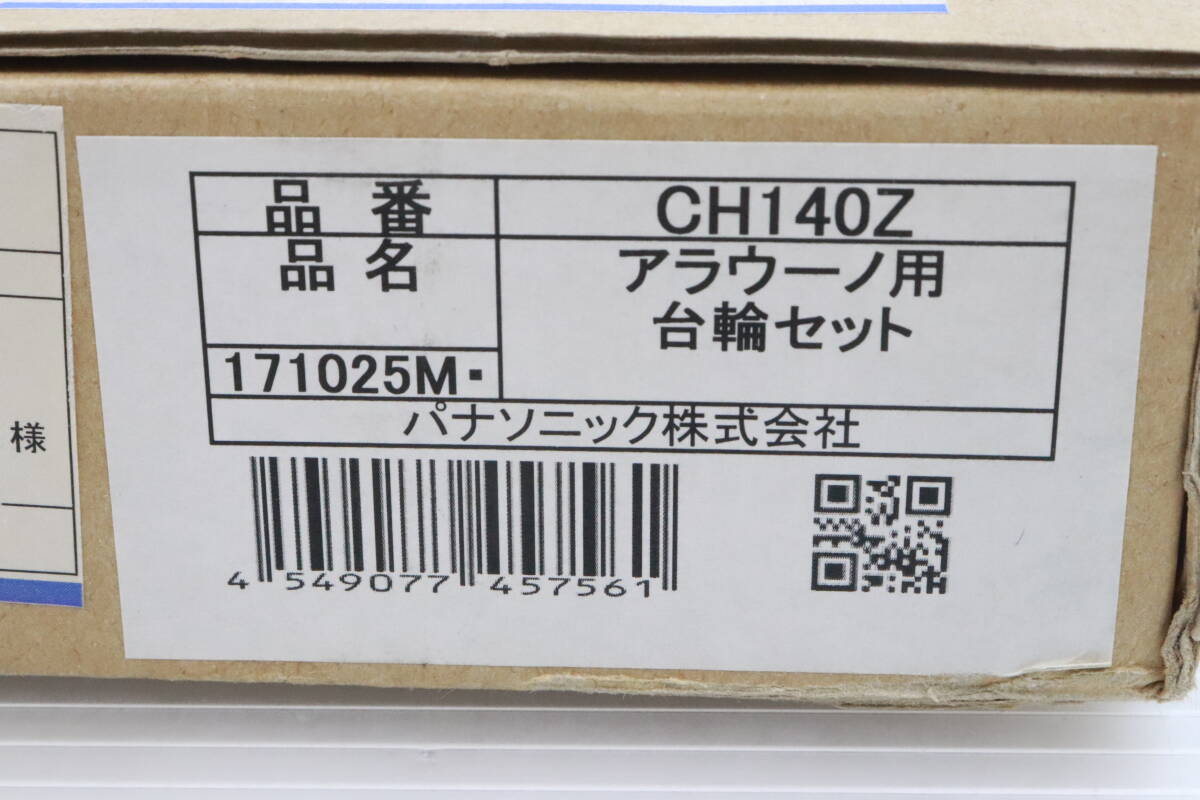 様
品 番
CH140Z
品 名
アラウーノ用
台輪セット
171025M・
パナソニック株式会社
4 549077 457561